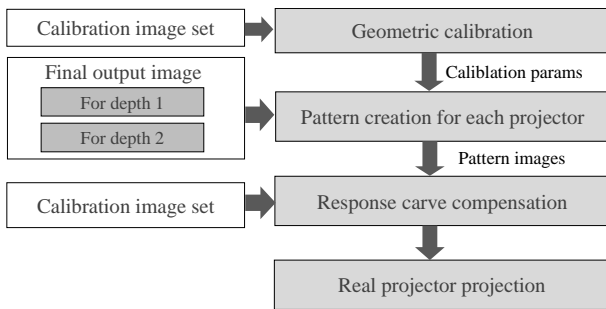 Calibration image set
Geometric calibration
Caliblation params
Final output image
For depth 1
For depth 2
Pattern creation for each projector
Pattern images
Calibration image set
Response carve compensation
Real projector projection